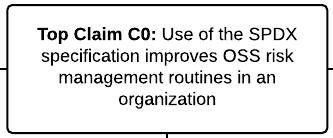 Top Claim C0: Use of the SPDX
specification improves OSS risk
management routines in an
organization